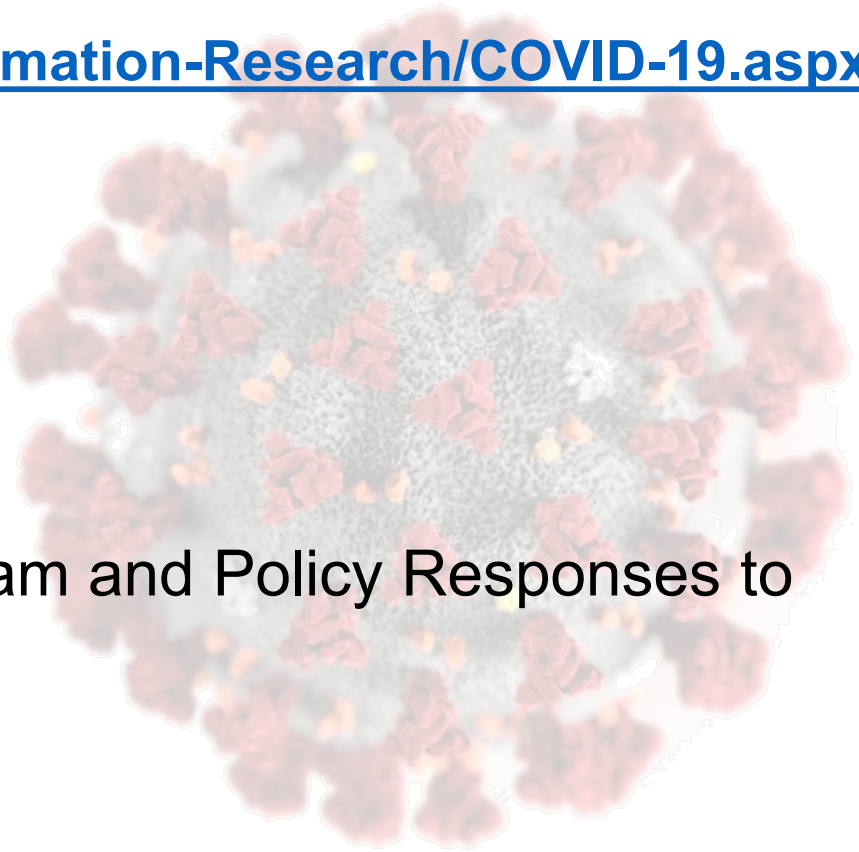 mation-Research/COVID-19.aspx
am and Policy Responses to